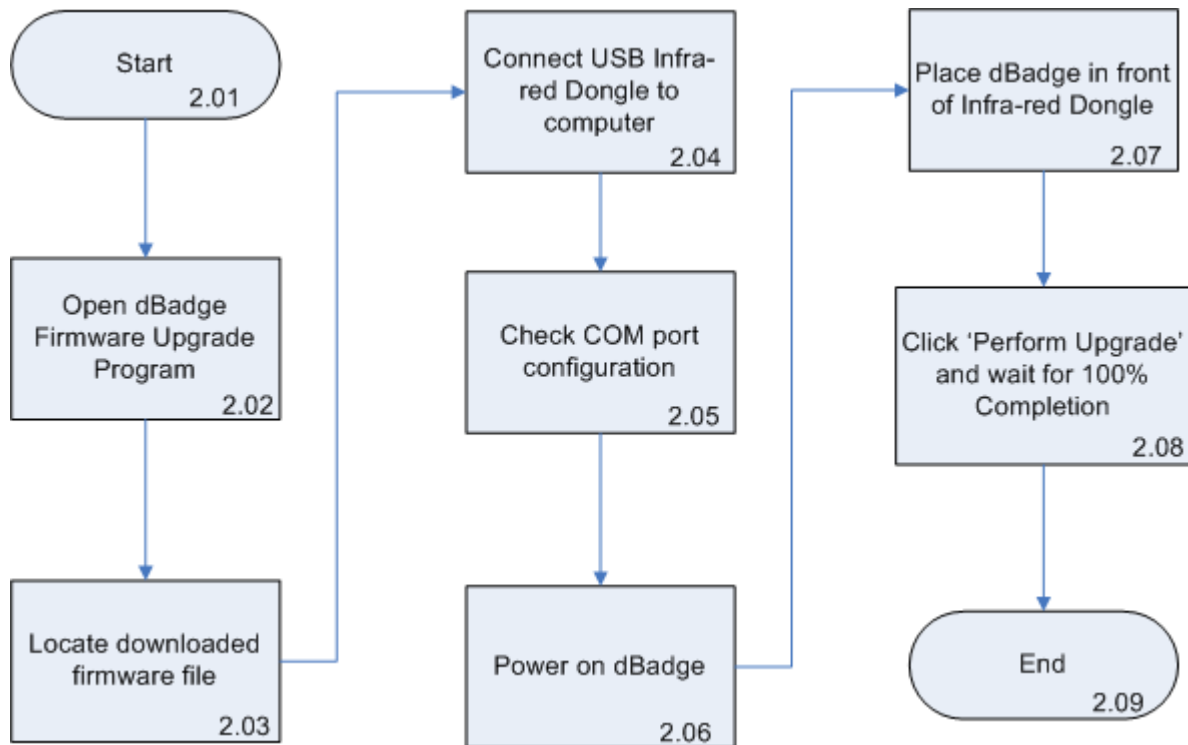 Start
2.01
Open dBadge
Firmware Upgrade
Program
2.02
Locate downloaded
firmware file
2.03
Connect USB Infra-
red Dongle to
computer
2.04
Check COM port
configuration
2.05
Power on dBadge
2.06
Place dBadge in front
of Infra-red Dongle
2.07
Click ‘Perform Upgrade’
and wait for 100%
Completion
2.08
End
2.09